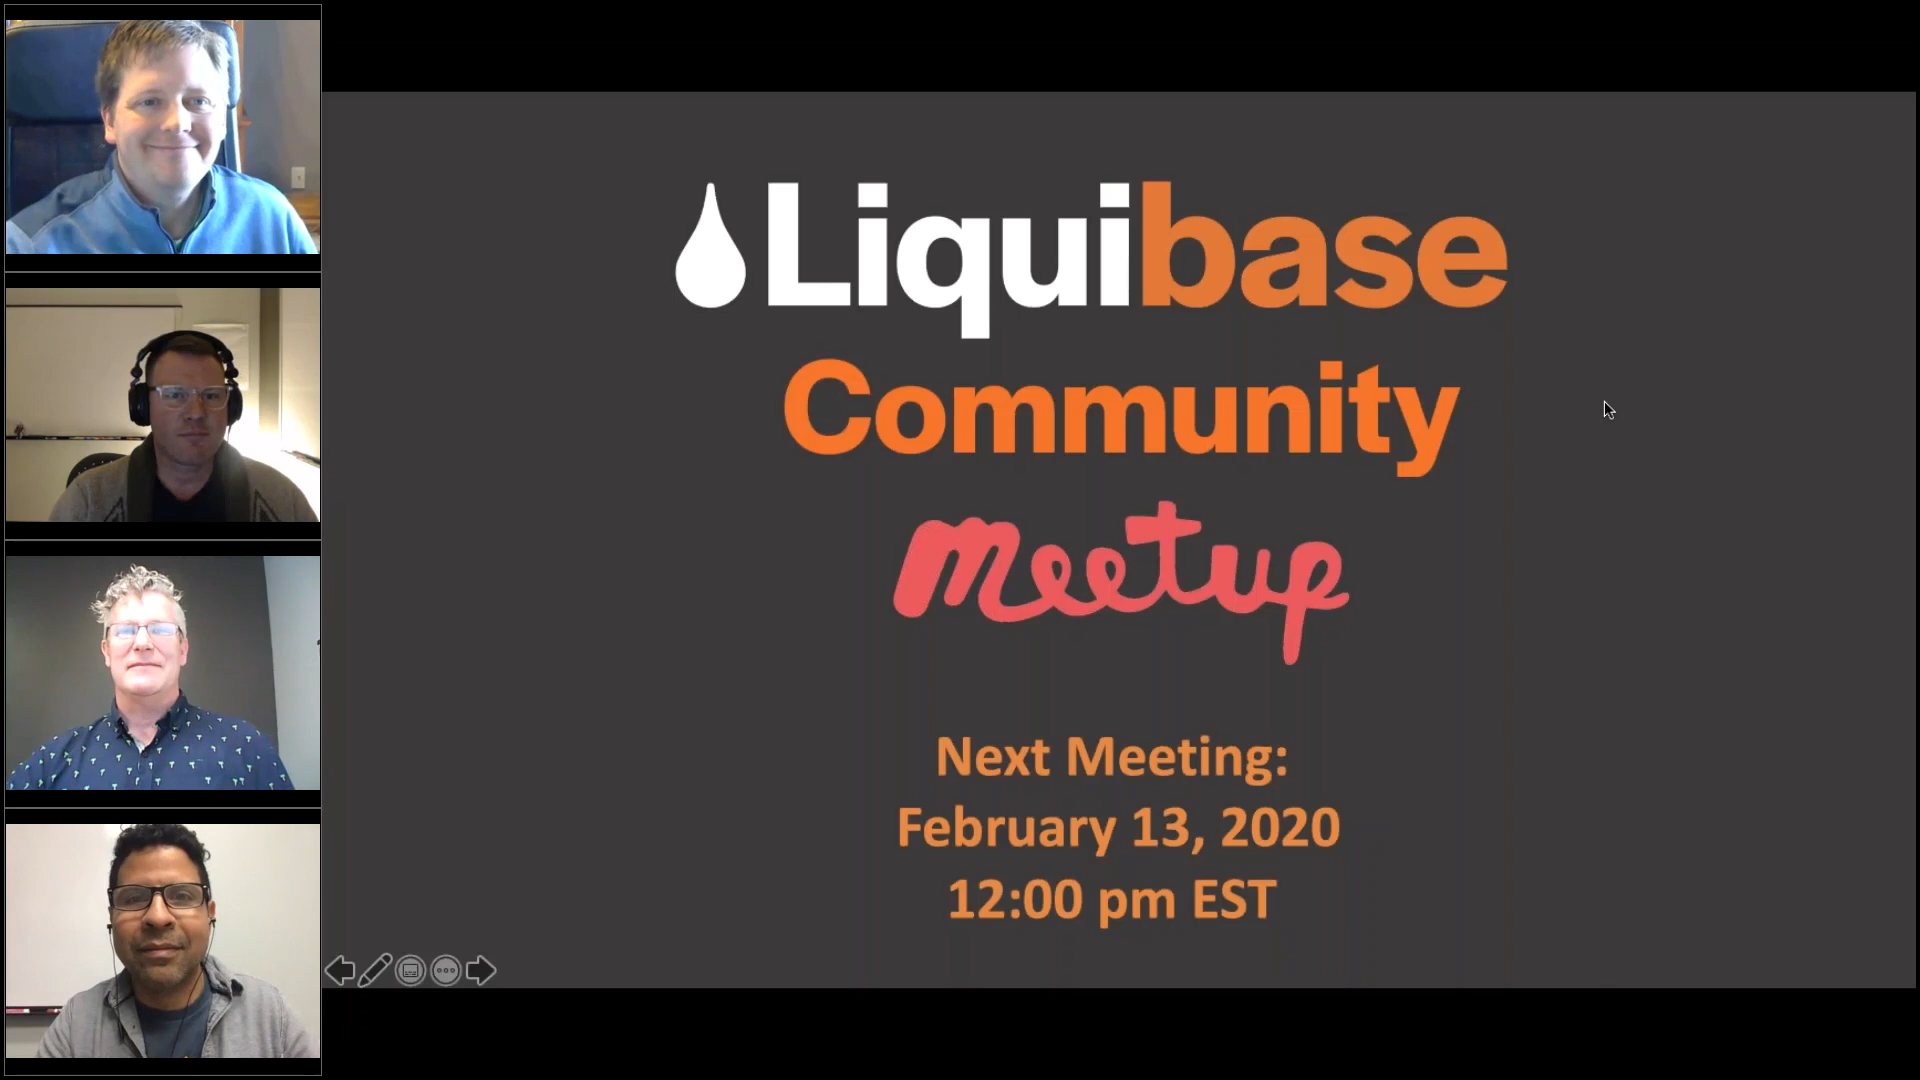 Liquibase
Community
meetup
Next Meeting:
February 13, 2020
12:00 pm EST